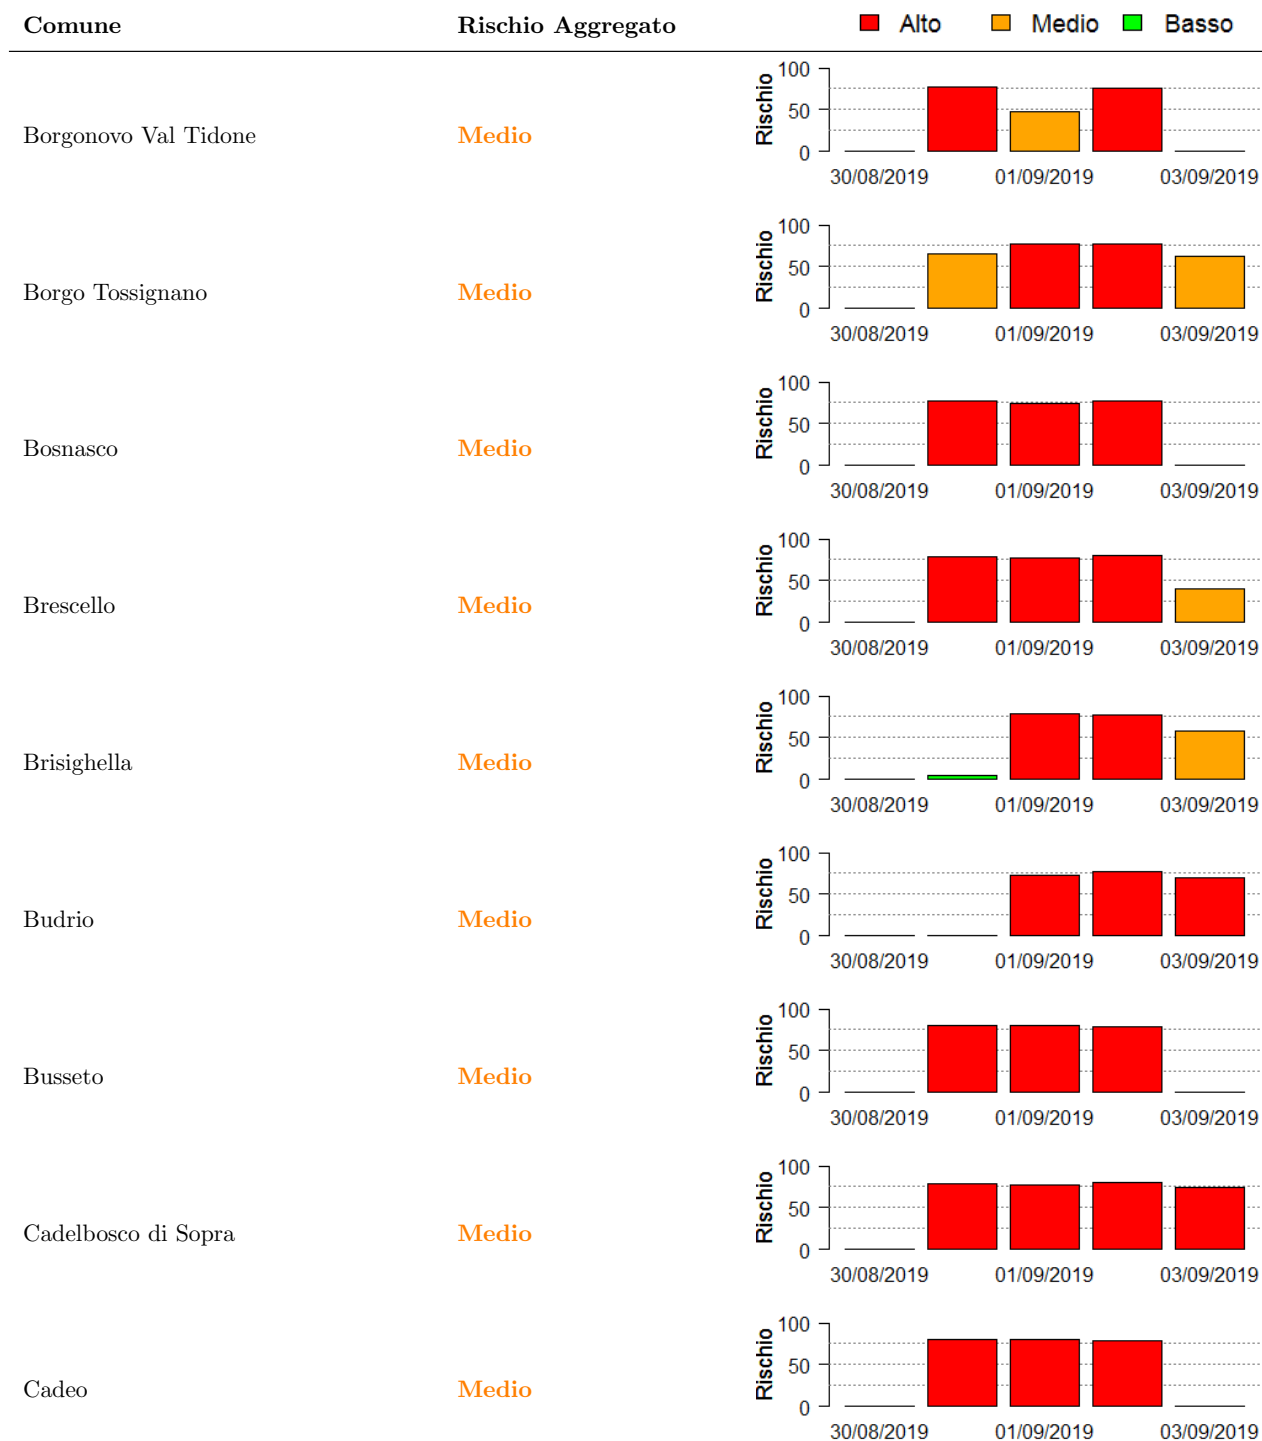 Comune Rischio Aggregato Alto Medio Basso
100
50
0
Rischio
Borgonovo Val Tidone Medio
30/08/2019 01/09/2019 03/09/2019
100
50
0
Rischio
Borgo Tossignano Medio
30/08/2019 01/09/2019 03/09/2019
100
50
0
Rischio
Bosnasco Medio
30/08/2019 01/09/2019 03/09/2019
100
50
0
Rischio
Brescello Medio
30/08/2019 01/09/2019 03/09/2019
100
50
0
Rischio
Brisighella Medio
30/08/2019 01/09/2019 03/09/2019
100
50
0
Rischio
Budrio Medio
30/08/2019 01/09/2019 03/09/2019
100
50
0
Rischio
Busseto Medio
30/08/2019 01/09/2019 03/09/2019
100
50
0
Rischio
Cadelbosco di Sopra Medio
30/08/2019 01/09/2019 03/09/2019
100
50
0
Rischio
Cadeo Medio
30/08/2019 01/09/2019 03/09/2019